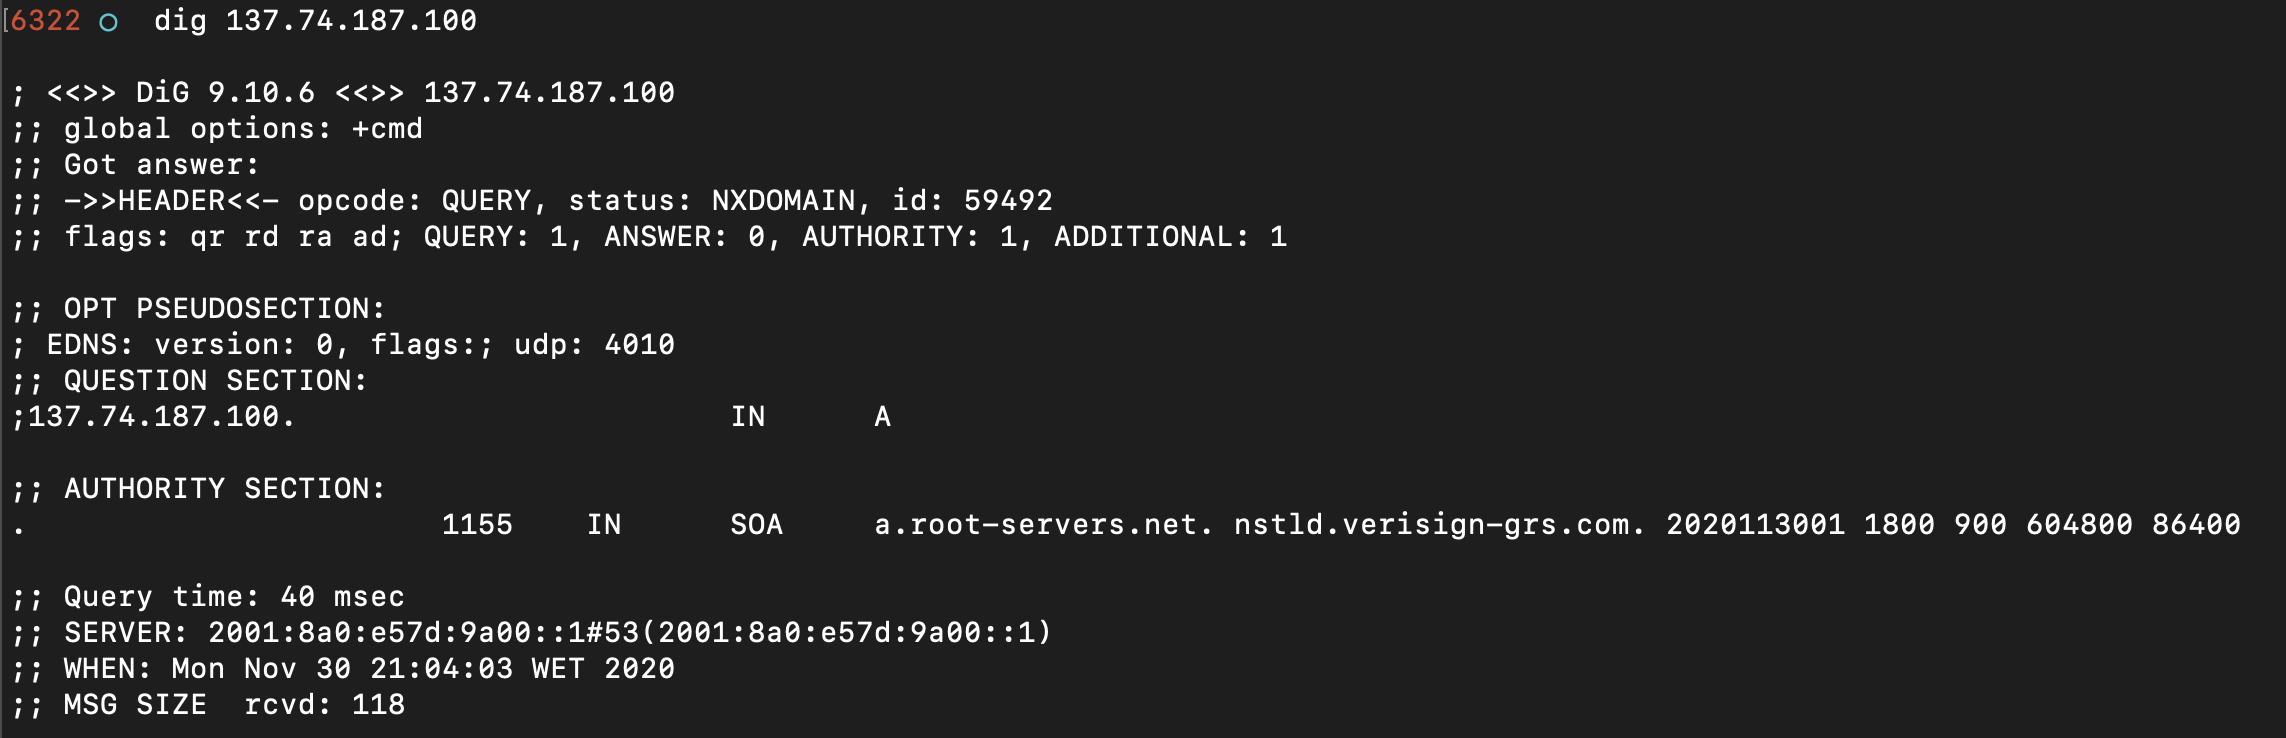 [6322 ○ dig 137.74.187.100
; <<>> DiG 9.10.6 <<>> 137.74.187.100
;; global options: +cmd
;; Got answer:
;; ->>HEADER<<- opcode: QUERY, status: NXDOMAIN, id: 59492
;; flags: qr rd ra ad; QUERY: 1, ANSWER: 0, AUTHORITY: 1, ADDITIONAL: 1
;; OPT PSEUDOSECTION:
; EDNS: version: 0, flags:; udp: 4010
;; QUESTION SECTION:
;137.74.187.100. IN A
;; AUTHORITY SECTION:
. 1155 IN SOA a.root-servers.net. nstld.verisign-grs.com. 2020113001 1800 900 604800 86400
;; Query time: 40 msec
;; SERVER: 2001:8a0:e57d:9a00::1#53(2001:8a0:e57d:9a00::1)
;; WHEN: Mon Nov 30 21:04:03 WET 2020
;; MSG SIZE rcvd: 118